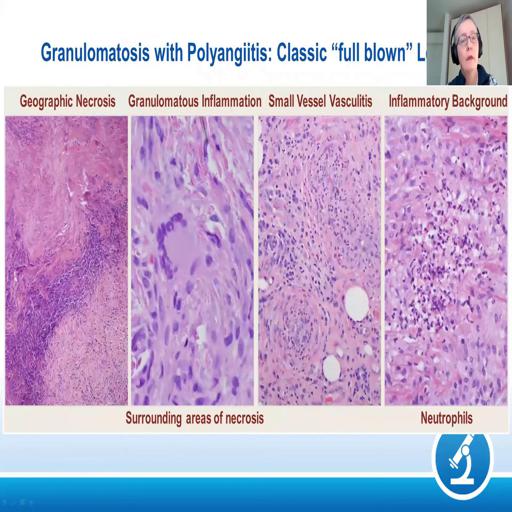 Granulomatosis with Polyangiitis: Classic “full blown” L
Geographic Necrosis Granulomatous Inflammation Small Vessel Vasculitis Inflammatory Background
Surrounding areas of necrosis Neutrophils